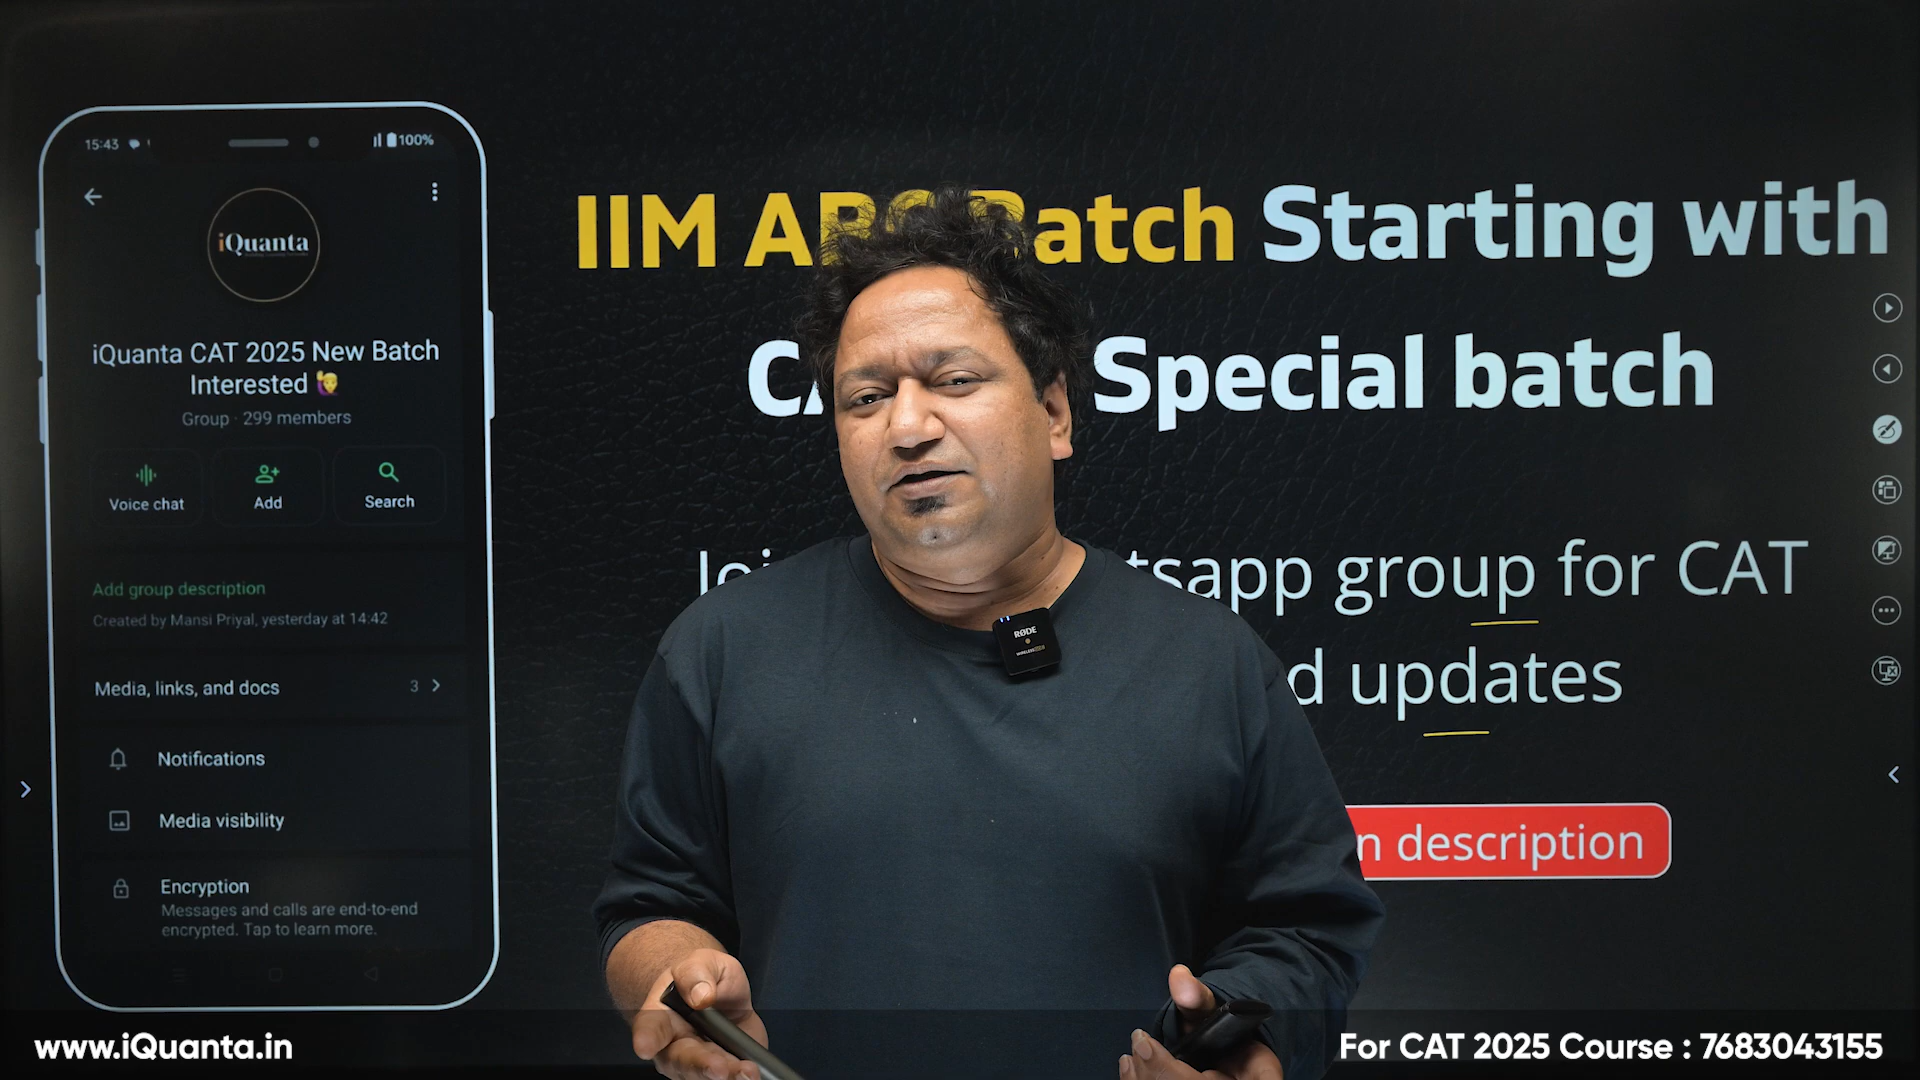 15:43
100%
iQuanta
iQuanta CAT 2025 New Batch
Interested 🙋
Group · 299 members
Voice chat
Add
Search
Add group description
Created by Mansi Priyal, yesterday at 14:42
Media, links, and docs
3
Notifications
Media visibility
Encryption
Messages and calls are end-to-end
encrypted. Tap to learn more.
IIM Batch Starting with
Special batch
group for CAT
updates
description
RØDE
www.iQuanta.in
For CAT 2025 Course : 7683043155